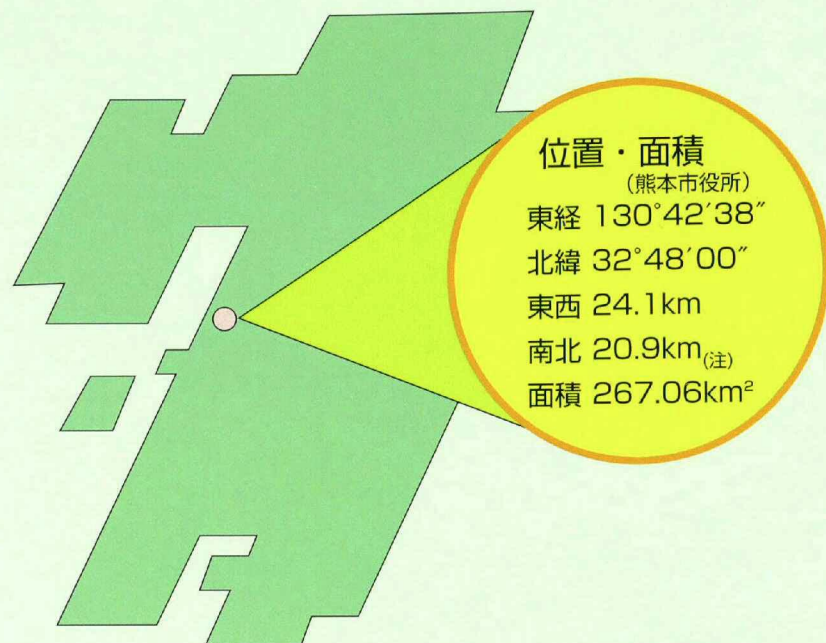 位置・面積
(熊本市役所)
東経 130°42′38″
北緯 32°48′00″
東西 24.1km
南北 20.9km(注)
面積 267.06km²